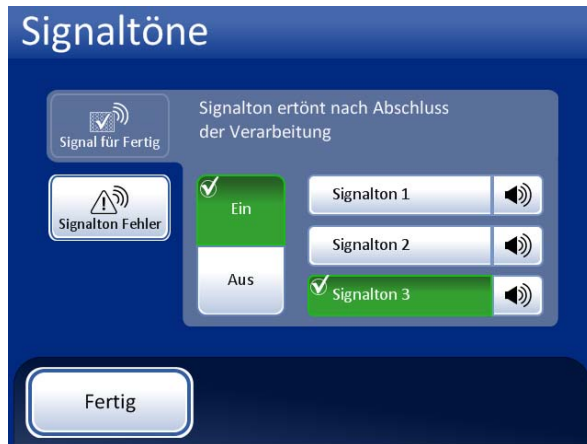 Signaltöne
Signal für Fertig
Signalton Fehler
Signalton ertönt nach Abschluss
der Verarbeitung
Ein
Aus
Signalton 1
Signalton 2
Signalton 3
Fertig